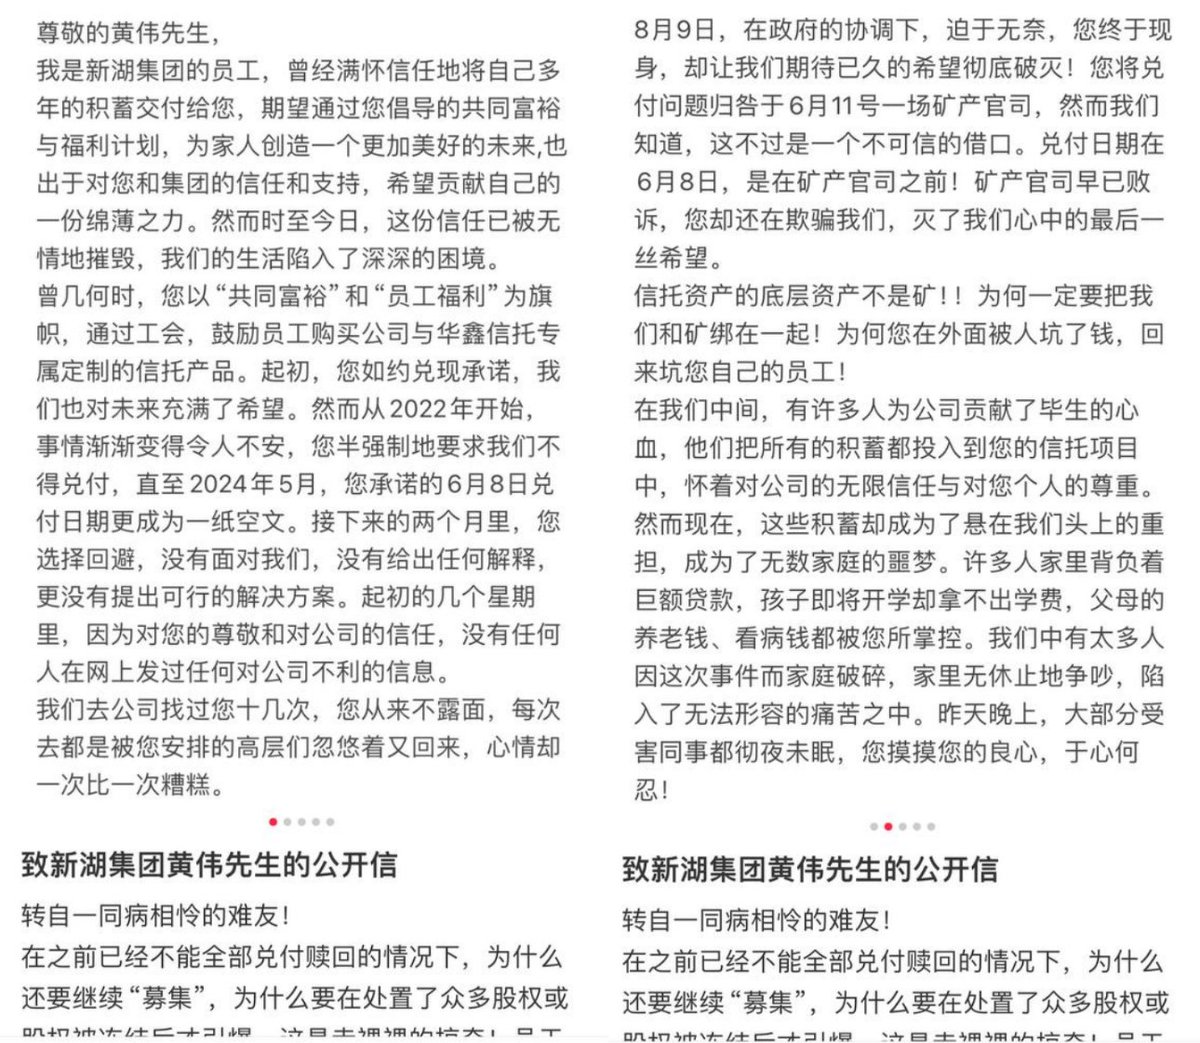 尊敬的黄伟先生，
我是新湖集团的员工，曾经满怀信任地将自己多
年的积蓄交付给您，期望通过您倡导的共同富裕
与福利计划，为家人创造一个更加美好的未来,也
出于对您和集团的信任和支持，希望贡献自己的
一份绵薄之力。然而时至今日，这份信任已被无
情地摧毁，我们的生活陷入了深深的困境。
曾几何时，您以“共同富裕”和“员工福利”为旗
帜，通过工会，鼓励员工购买公司与华鑫信托专
属定制的信托产品。起初，您如约兑现承诺，我
们也对未来充满了希望。然而从2022年开始，
事情渐渐变得令人不安，您半强制地要求我们不
得兑付，直至2024年5月，您承诺的6月8日兑
付日期更成为一纸空文。接下来的两个月里，您
选择回避，没有面对我们，没有给出任何解释，
更没有提出可行的解决方案。起初的几个星期
里，因为对您的尊敬和对公司的信任，没有任何
人在网上发过任何对公司不利的信息。
我们去公司找过您十几次，您从来不露面，每次
去都是被您安排的高层们忽悠着又回来，心情却
一次比一次糟糕。
致新湖集团黄伟先生的公开信
转自一同病相怜的难友！
在之前已经不能全部兑付赎回的情况下，为什么
还要继续“募集”，为什么要在处置了众多股权或
股权被冻结后才引爆，这是赤裸裸的掠夺！员工
8月9日，在政府的协调下，迫于无奈，您终于现
身，却让我们期待已久的希望彻底破灭！您将兑
付问题归咎于6月11号一场矿产官司，然而我们
知道，这不过是一个不可信的借口。兑付日期在
6月8日，是在矿产官司之前！矿产官司早已败
诉，您却还在欺骗我们，灭了我们心中的最后一
丝希望。
信托资产的底层资产不是矿！！为何一定要把我
们和矿绑在一起！为何您在外面被人坑了钱，回
来坑您自己的员工！
在我们中间，有许多人为公司贡献了毕生的心
血，他们把所有的积蓄都投入到您的信托项目
中，怀着对公司的无限信任与对您个人的尊重。
然而现在，这些积蓄却成为了悬在我们头上的重
担，成为了无数家庭的噩梦。许多人家里背负着
巨额贷款，孩子即将开学却拿不出学费，父母的
养老钱、看病钱都被您所掌控。我们中有太多人
因这次事件而家庭破碎，家里无休止地争吵，陷
入了无法形容的痛苦之中。昨天晚上，大部分受
害同事都彻夜未眠，您摸摸您的良心，于心何
忍！
致新湖集团黄伟先生的公开信
转自一同病相怜的难友！
在之前已经不能全部兑付赎回的情况下，为什么
还要继续“募集”，为什么要在处置了众多股权或
股权被冻结后才引爆，这是赤裸裸的掠夺！员工